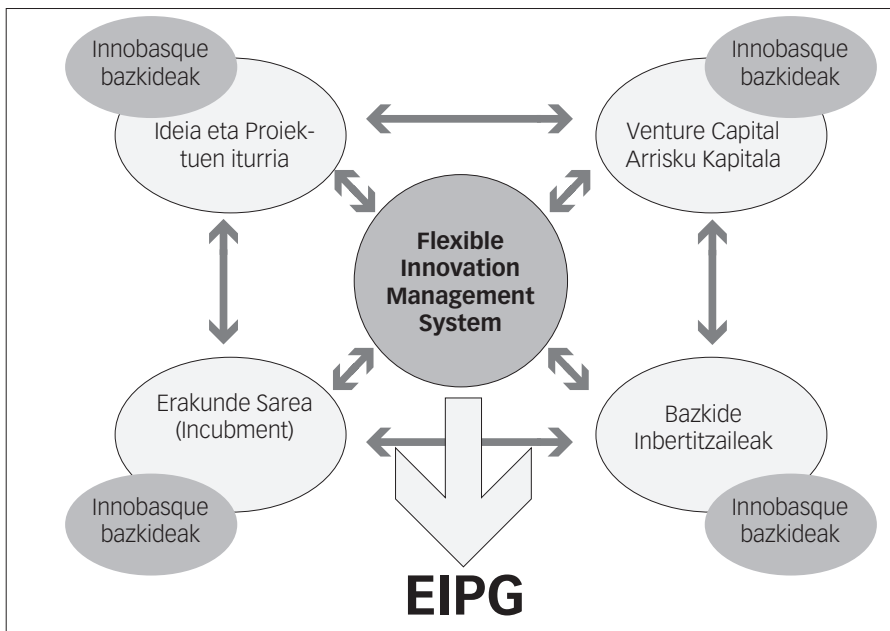 Innobasque
bazkideak
Ideia eta Proiek-
tuen iturria
Innobasque
bazkideak
Venture Capital
Arrisku Kapitala
Flexible
Innovation
Management
System
Erakunde Sarea
(Incubment)
Innobasque
bazkideak
Bazkide
Inbertitzaileak
Innobasque
bazkideak
EIPG